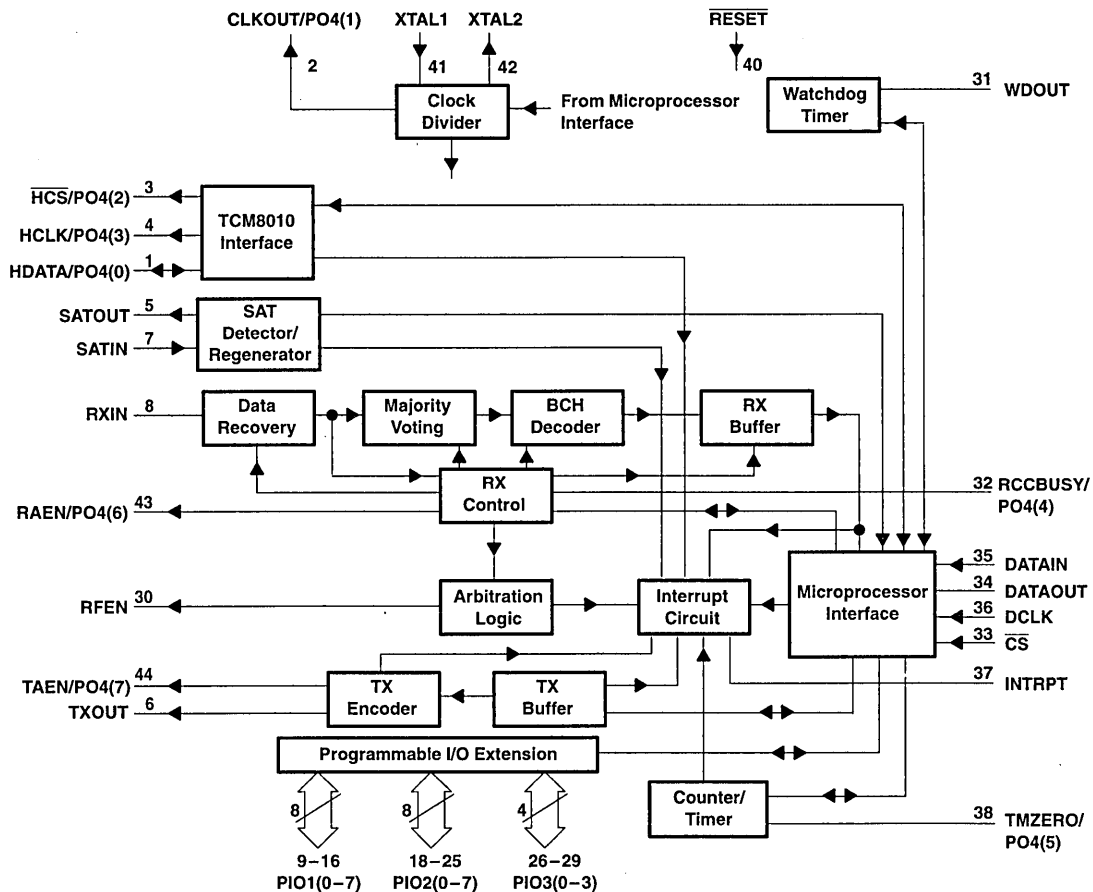 CLKOUT/PO4(1) XTAL1 XTAL2 RESET
2 41 42 40
Clock
Divider
From Microprocessor
Interface
Watchdog
Timer
31 WDOUT
HCS/PO4(2) 3
HCLK/PO4(3) 4
HDATA/PO4(0) 1
TCM8010
Interface
SATOUT 5
SATIN 7
SAT
Detector/
Regenerator
RXIN 8
Data
Recovery
Majority
Voting
BCH
Decoder
RX
Buffer
RX
Control
32 RCCBUSY/
PO4(4)
RAEN/PO4(6) 43
RFEN 30
Arbitration
Logic
Interrupt
Circuit
Microprocessor
Interface
35 DATAIN
34 DATAOUT
36 DCLK
33 CS
37 INTRPT
TAEN/PO4(7) 44
TXOUT 6
TX
Encoder
TX
Buffer
Programmable I/O Extension
8 8 4
9–16 18–25 26–29
PIO1(0–7) PIO2(0–7) PIO3(0–3)
Counter/
Timer
38 TMZERO/
PO4(5)